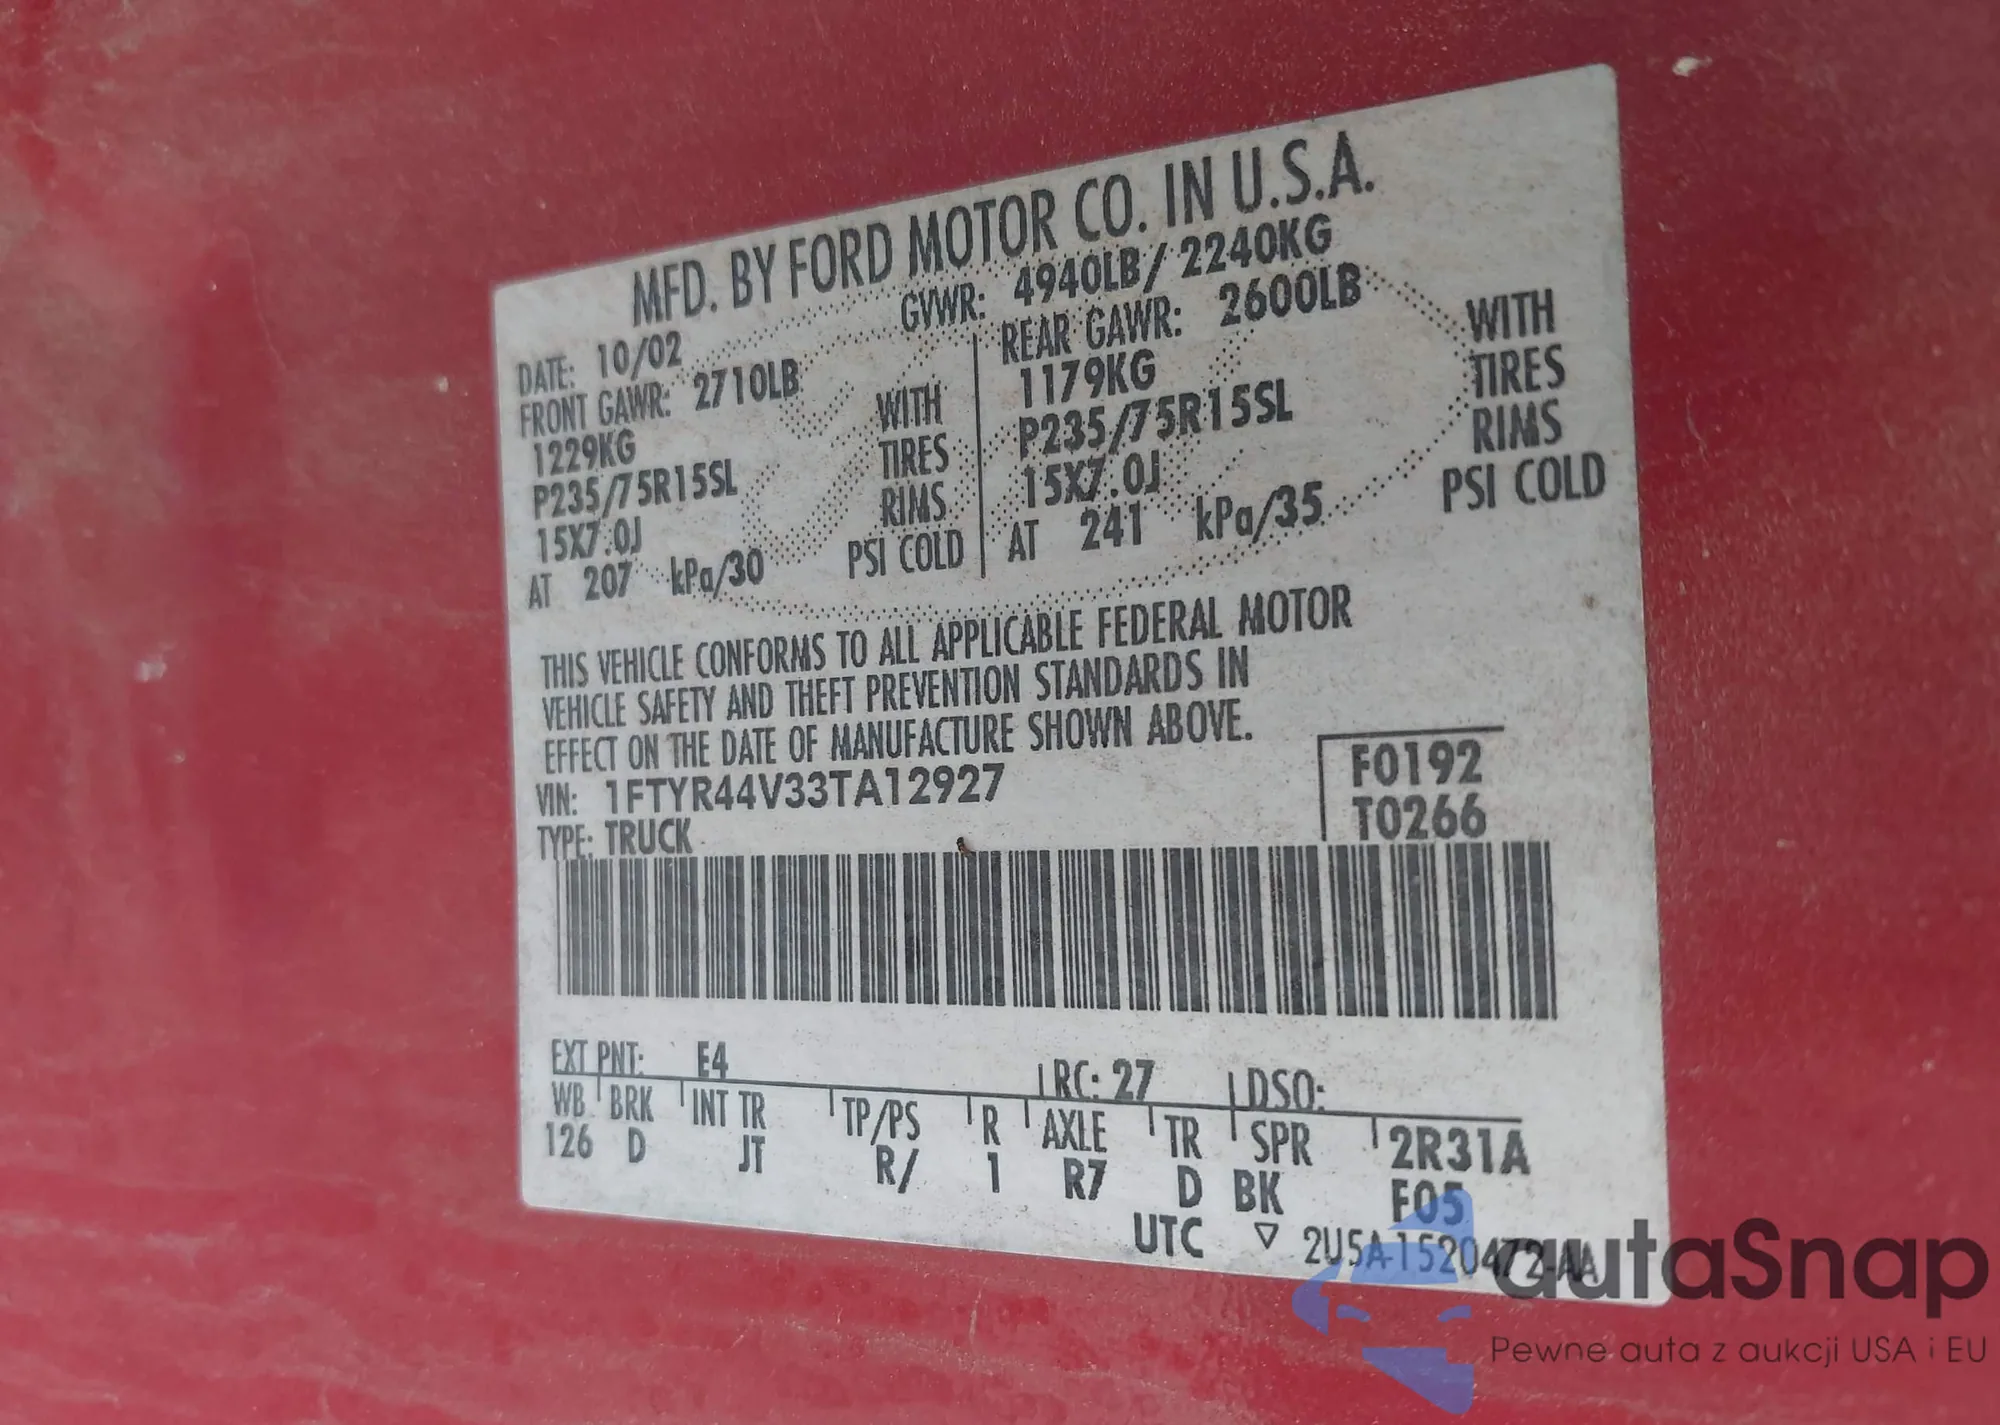 MFD. BY FORD MOTOR CO. IN U.S.A.
DATE: 10/02 GVWR: 4940LB/ 2240KG
FRONT GAWR: 2710LB REAR GAWR: 2600LB
1229KG WITH 1179KG WITH
P235/75R15SL TIRES P235/75R15SL TIRES
15X7.0J RIMS 15X7.0J RIMS
AT 207 kPa/30 PSI COLD AT 241 kPa/35 PSI COLD
THIS VEHICLE CONFORMS TO ALL APPLICABLE FEDERAL MOTOR
VEHICLE SAFETY AND THEFT PREVENTION STANDARDS IN
EFFECT ON THE DATE OF MANUFACTURE SHOWN ABOVE.
VIN: 1FTYR44V33TA12927 F0192
TYPE: TRUCK T0266
EXT PNT: E4 RC: 27 DSO:
WB BRK INT TR TP/PS R AXLE TR SPR 2R31A
126 D JT R/ 1 R7 D BK F05
UTC ▽ 2U5A-1520472-AA
autaSnap
Pewne auta z aukcji USA i EU